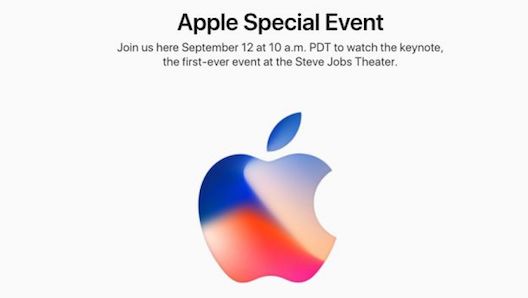 Apple Special Event
Join us here September 12 at 10 a.m. PDT to watch the keynote,
the first-ever event at the Steve Jobs Theater.